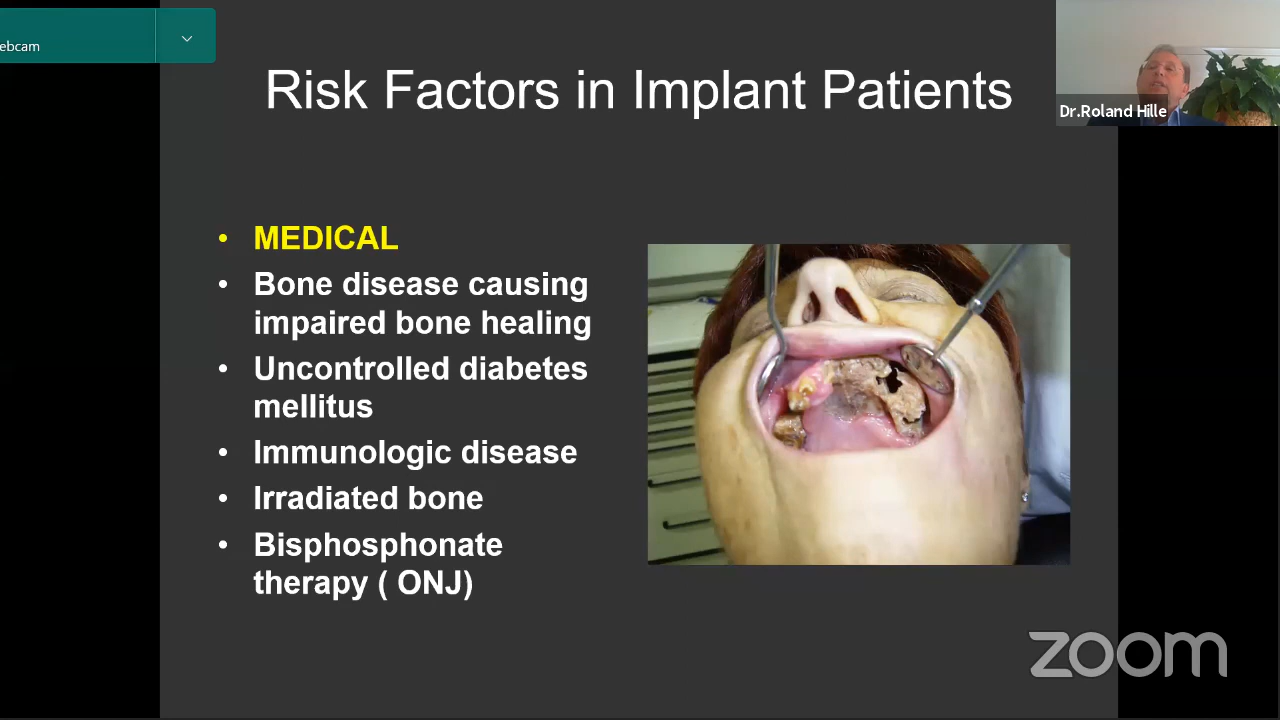 ebcam
Risk Factors in Implant Patients
Dr.Roland Hille
• MEDICAL
• Bone disease causing
impaired bone healing
• Uncontrolled diabetes
mellitus
• Immunologic disease
• Irradiated bone
• Bisphosphonate
therapy ( ONJ)
zoom